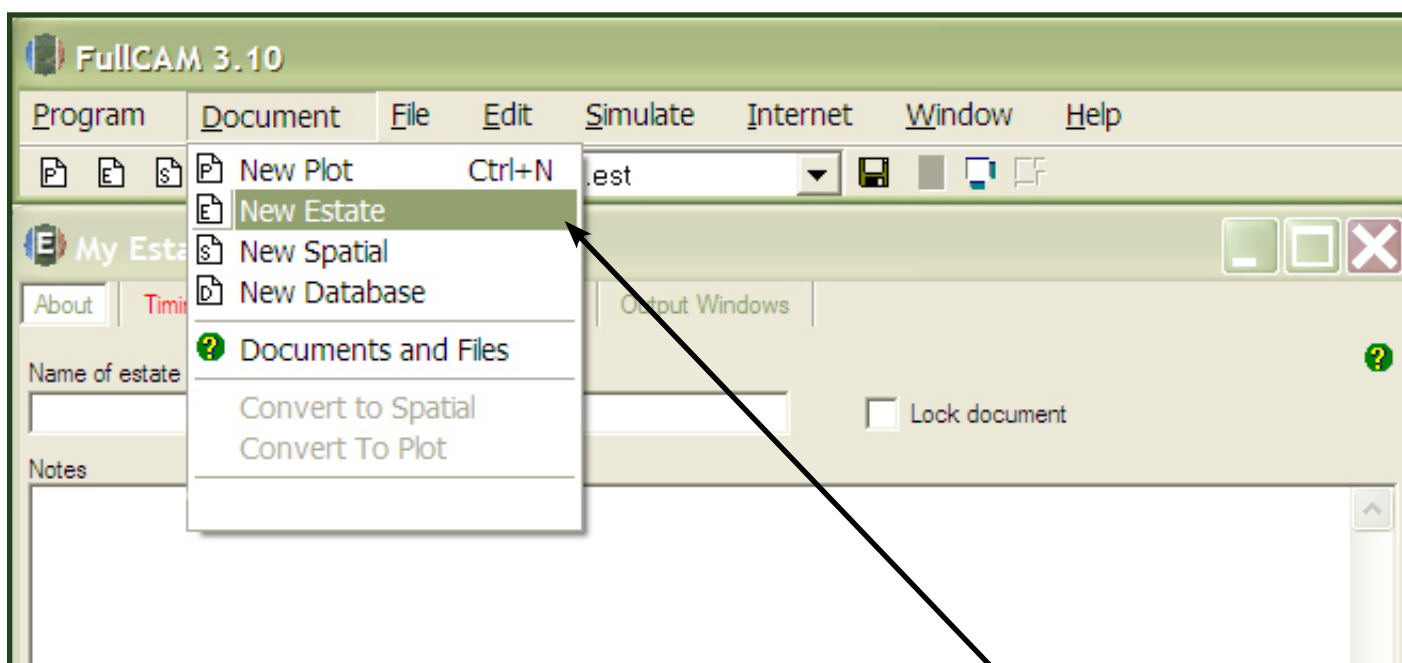 FullCAM 3.10
Program Document File Edit Simulate Internet Window Help
P E S .est
New Plot Ctrl+N
E New Estate
S New Spatial
D New Database
? Documents and Files
Convert to Spatial
Convert To Plot
E My Esta
About Timi Output Windows
?
Name of estate
Lock document
Notes